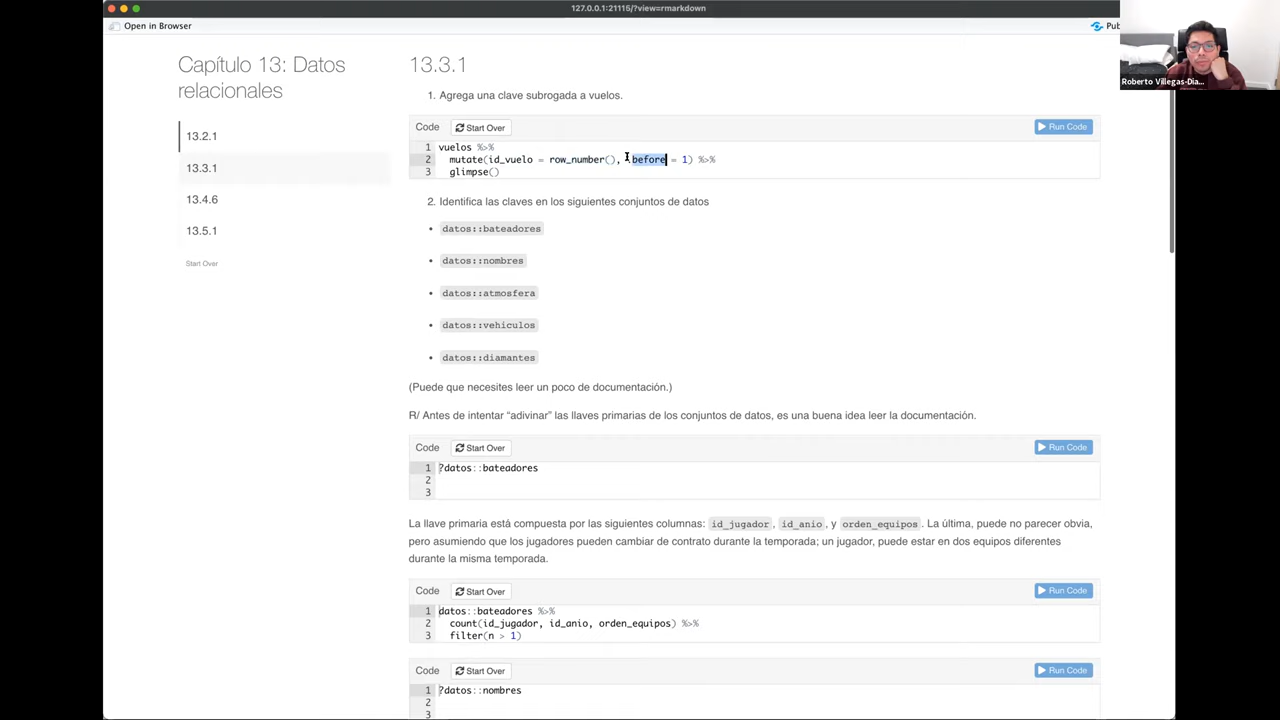 127.0.0.1:21115/?view=rmarkdown
Open in Browser
Roberto Villegas-Dia...
Capítulo 13: Datos
relacionales
13.2.1
13.3.1
13.4.6
13.5.1
Start Over
13.3.1
1. Agrega una clave subrogada a vuelos.
Code Start Over Run Code
1 vuelos %>%
2 mutate(id_vuelo = row_number(), before = 1) %>%
3 glimpse()
2. Identifica las claves en los siguientes conjuntos de datos
• datos::bateadores
• datos::nombres
• datos::atmosfera
• datos::vehiculos
• datos::diamantes
(Puede que necesites leer un poco de documentación.)
R/ Antes de intentar “adivinar” las llaves primarias de los conjuntos de datos, es una buena idea leer la documentación.
Code Start Over Run Code
1 ?datos::bateadores
2
3
La llave primaria está compuesta por las siguientes columnas: id_jugador, id_anio, y orden_equipos. La última, puede no parecer obvia,
pero asumiendo que los jugadores pueden cambiar de contrato durante la temporada; un jugador, puede estar en dos equipos diferentes
durante la misma temporada.
Code Start Over Run Code
1 datos::bateadores %>%
2 count(id_jugador, id_anio, orden_equipos) %>%
3 filter(n > 1)
Code Start Over Run Code
1 ?datos::nombres
2
3